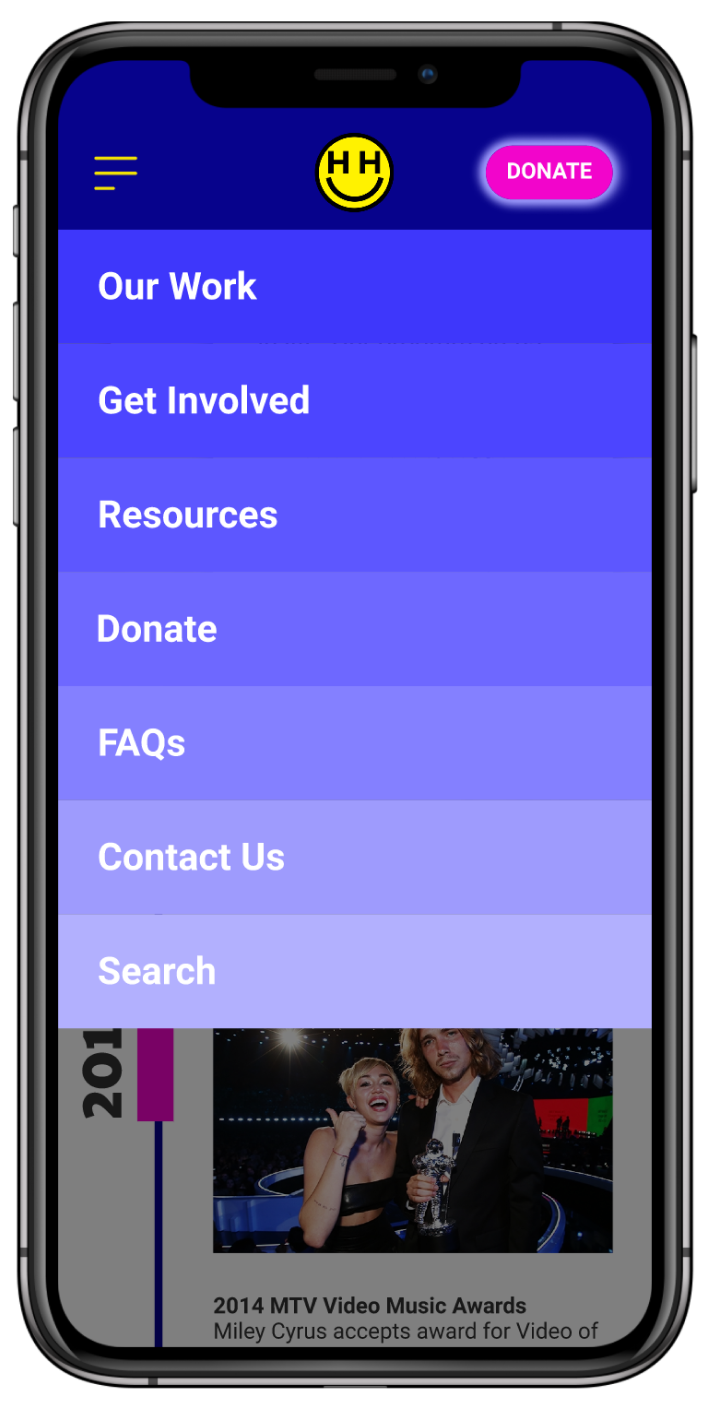 HH
DONATE
Our Work
Get Involved
Resources
Donate
FAQs
Contact Us
Search
201
2014 MTV Video Music Awards
Miley Cyrus accepts award for Video of